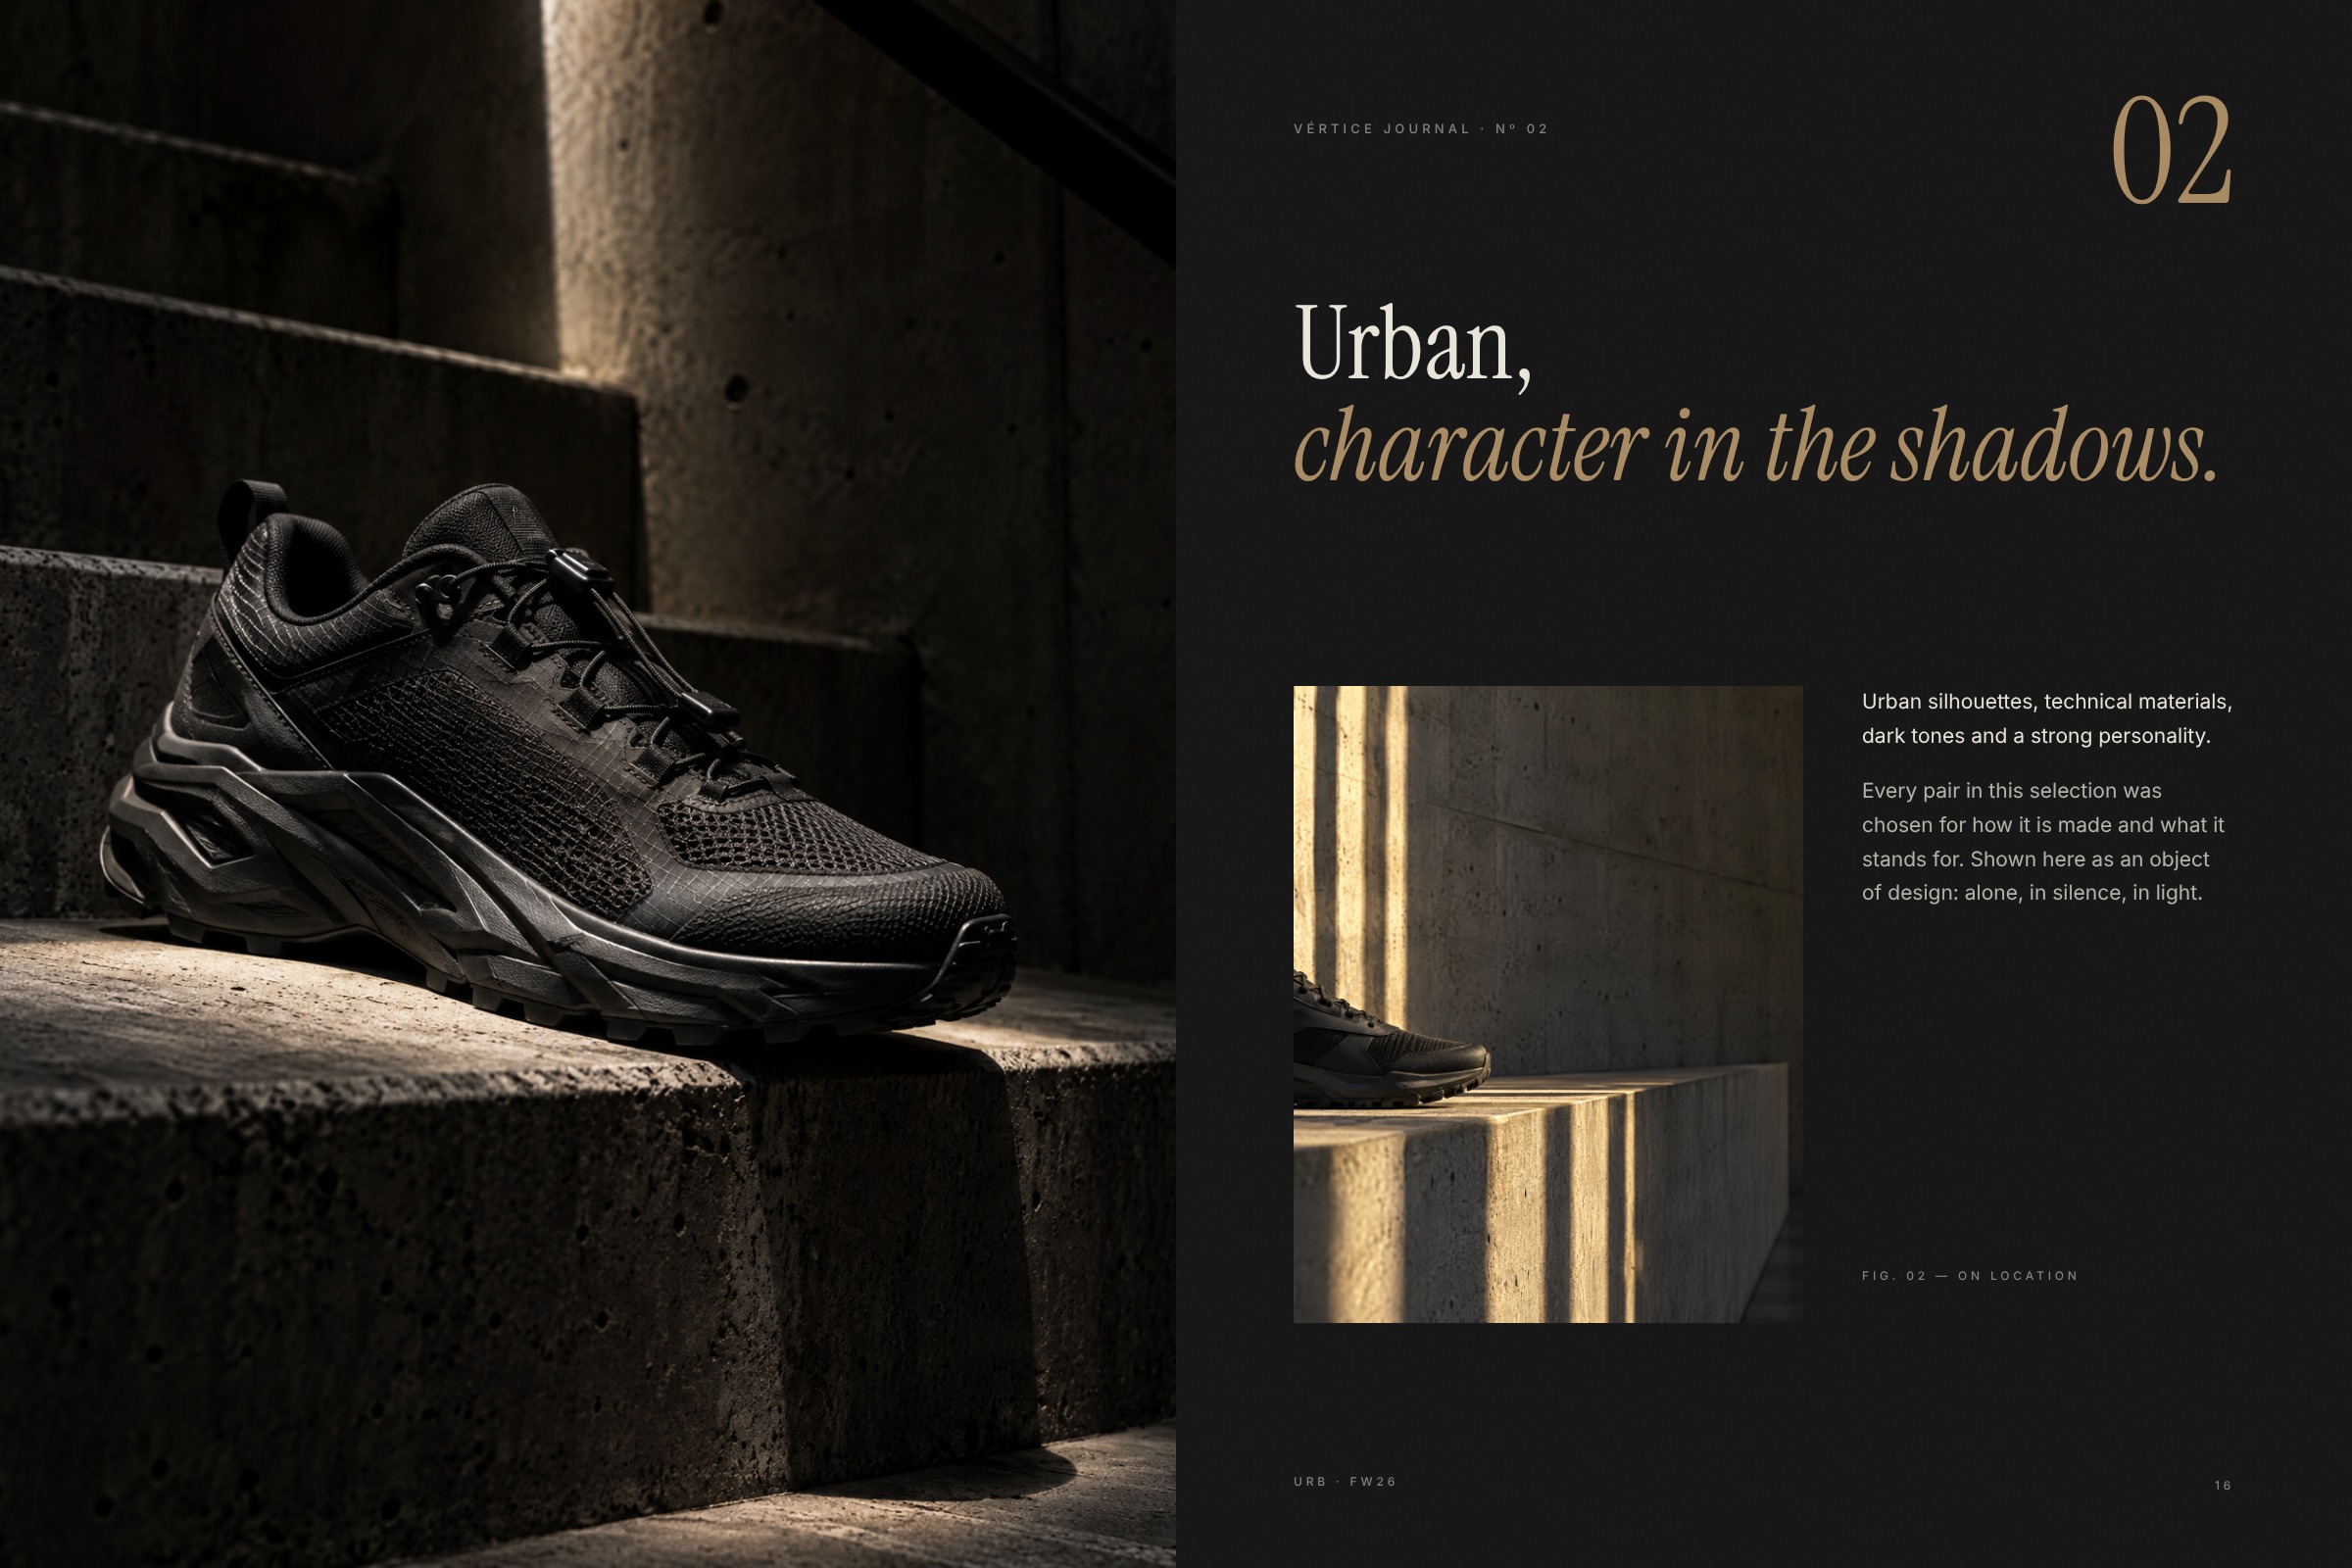 VÉRTICE JOURNAL · Nº 02
02
Urban,
character in the shadows.
Urban silhouettes, technical materials,
dark tones and a strong personality.
Every pair in this selection was
chosen for how it is made and what it
stands for. Shown here as an object
of design: alone, in silence, in light.
FIG. 02 — ON LOCATION
URB · FW26
16